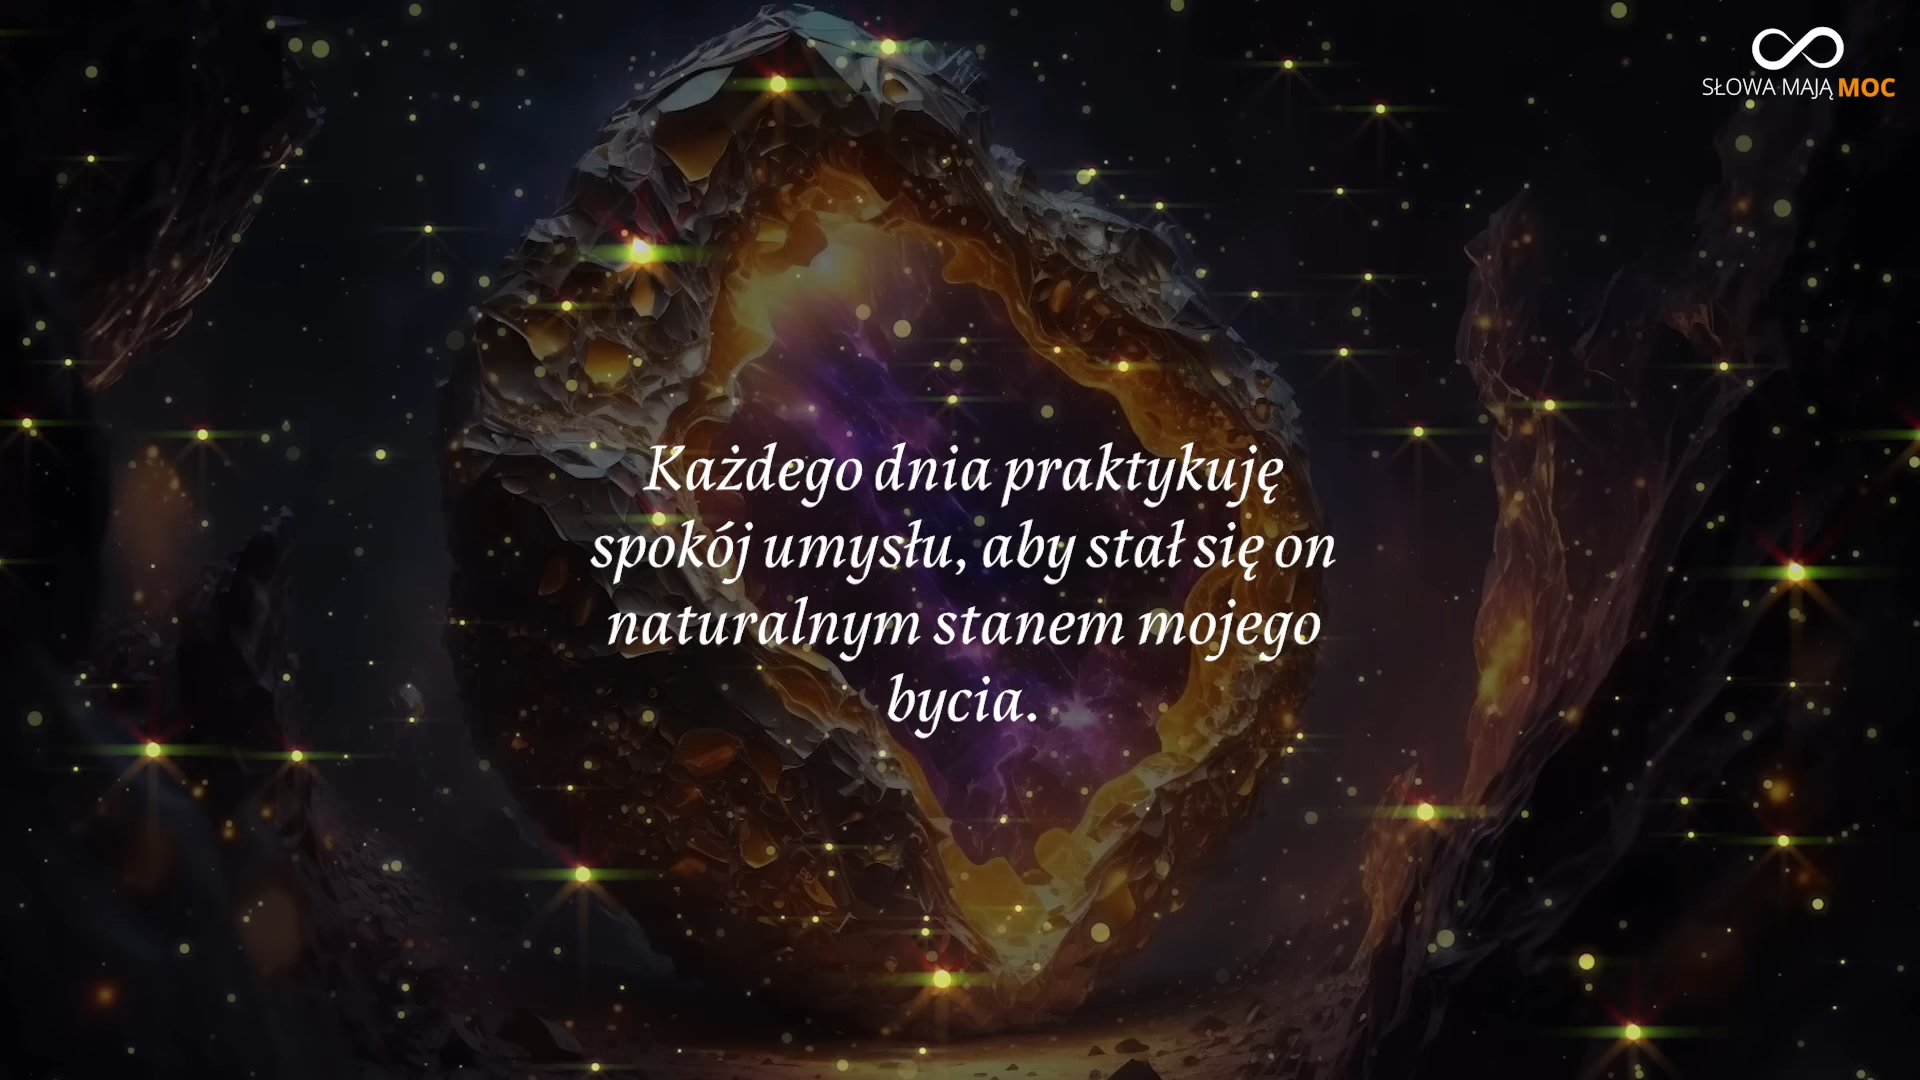 SŁOWA MAJĄ MOC
Każdego dnia praktykuję
spokój umysłu, aby stał się on
naturalnym stanem mojego
bycia.